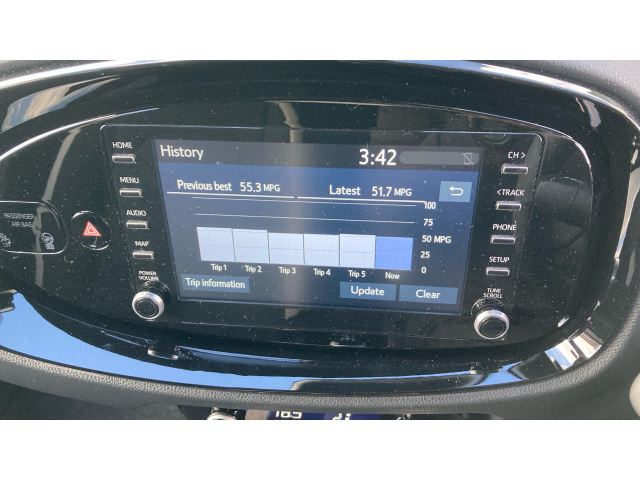 History
3:42
Previous best 55.3 MPG
Latest 51.7 MPG
100
75
50 MPG
25
0
Trip 1 Trip 2 Trip 3 Trip 4 Trip 5 Now
Trip information
Update
Clear
HOME
MENU
AUDIO
MAP
POWER
VOLUME
CH >
< TRACK
PHONE
SETUP
TUNE
SCROLL
PASSENGER
AIR BAG
18.5